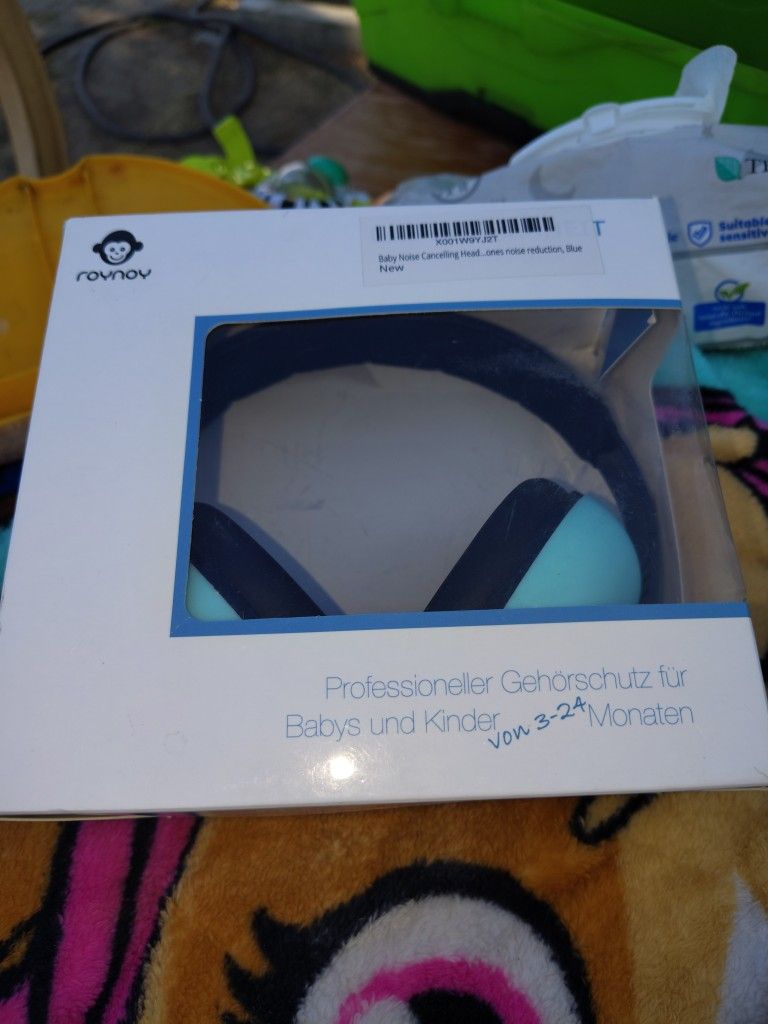 roynoy
X001W9YJ2T
Baby Noise Cancelling Head...ones noise reduction, Blue
New
Professioneller Gehörschutz für
Babys und Kinder von 3-24 Monaten
Suitable
sensitiv